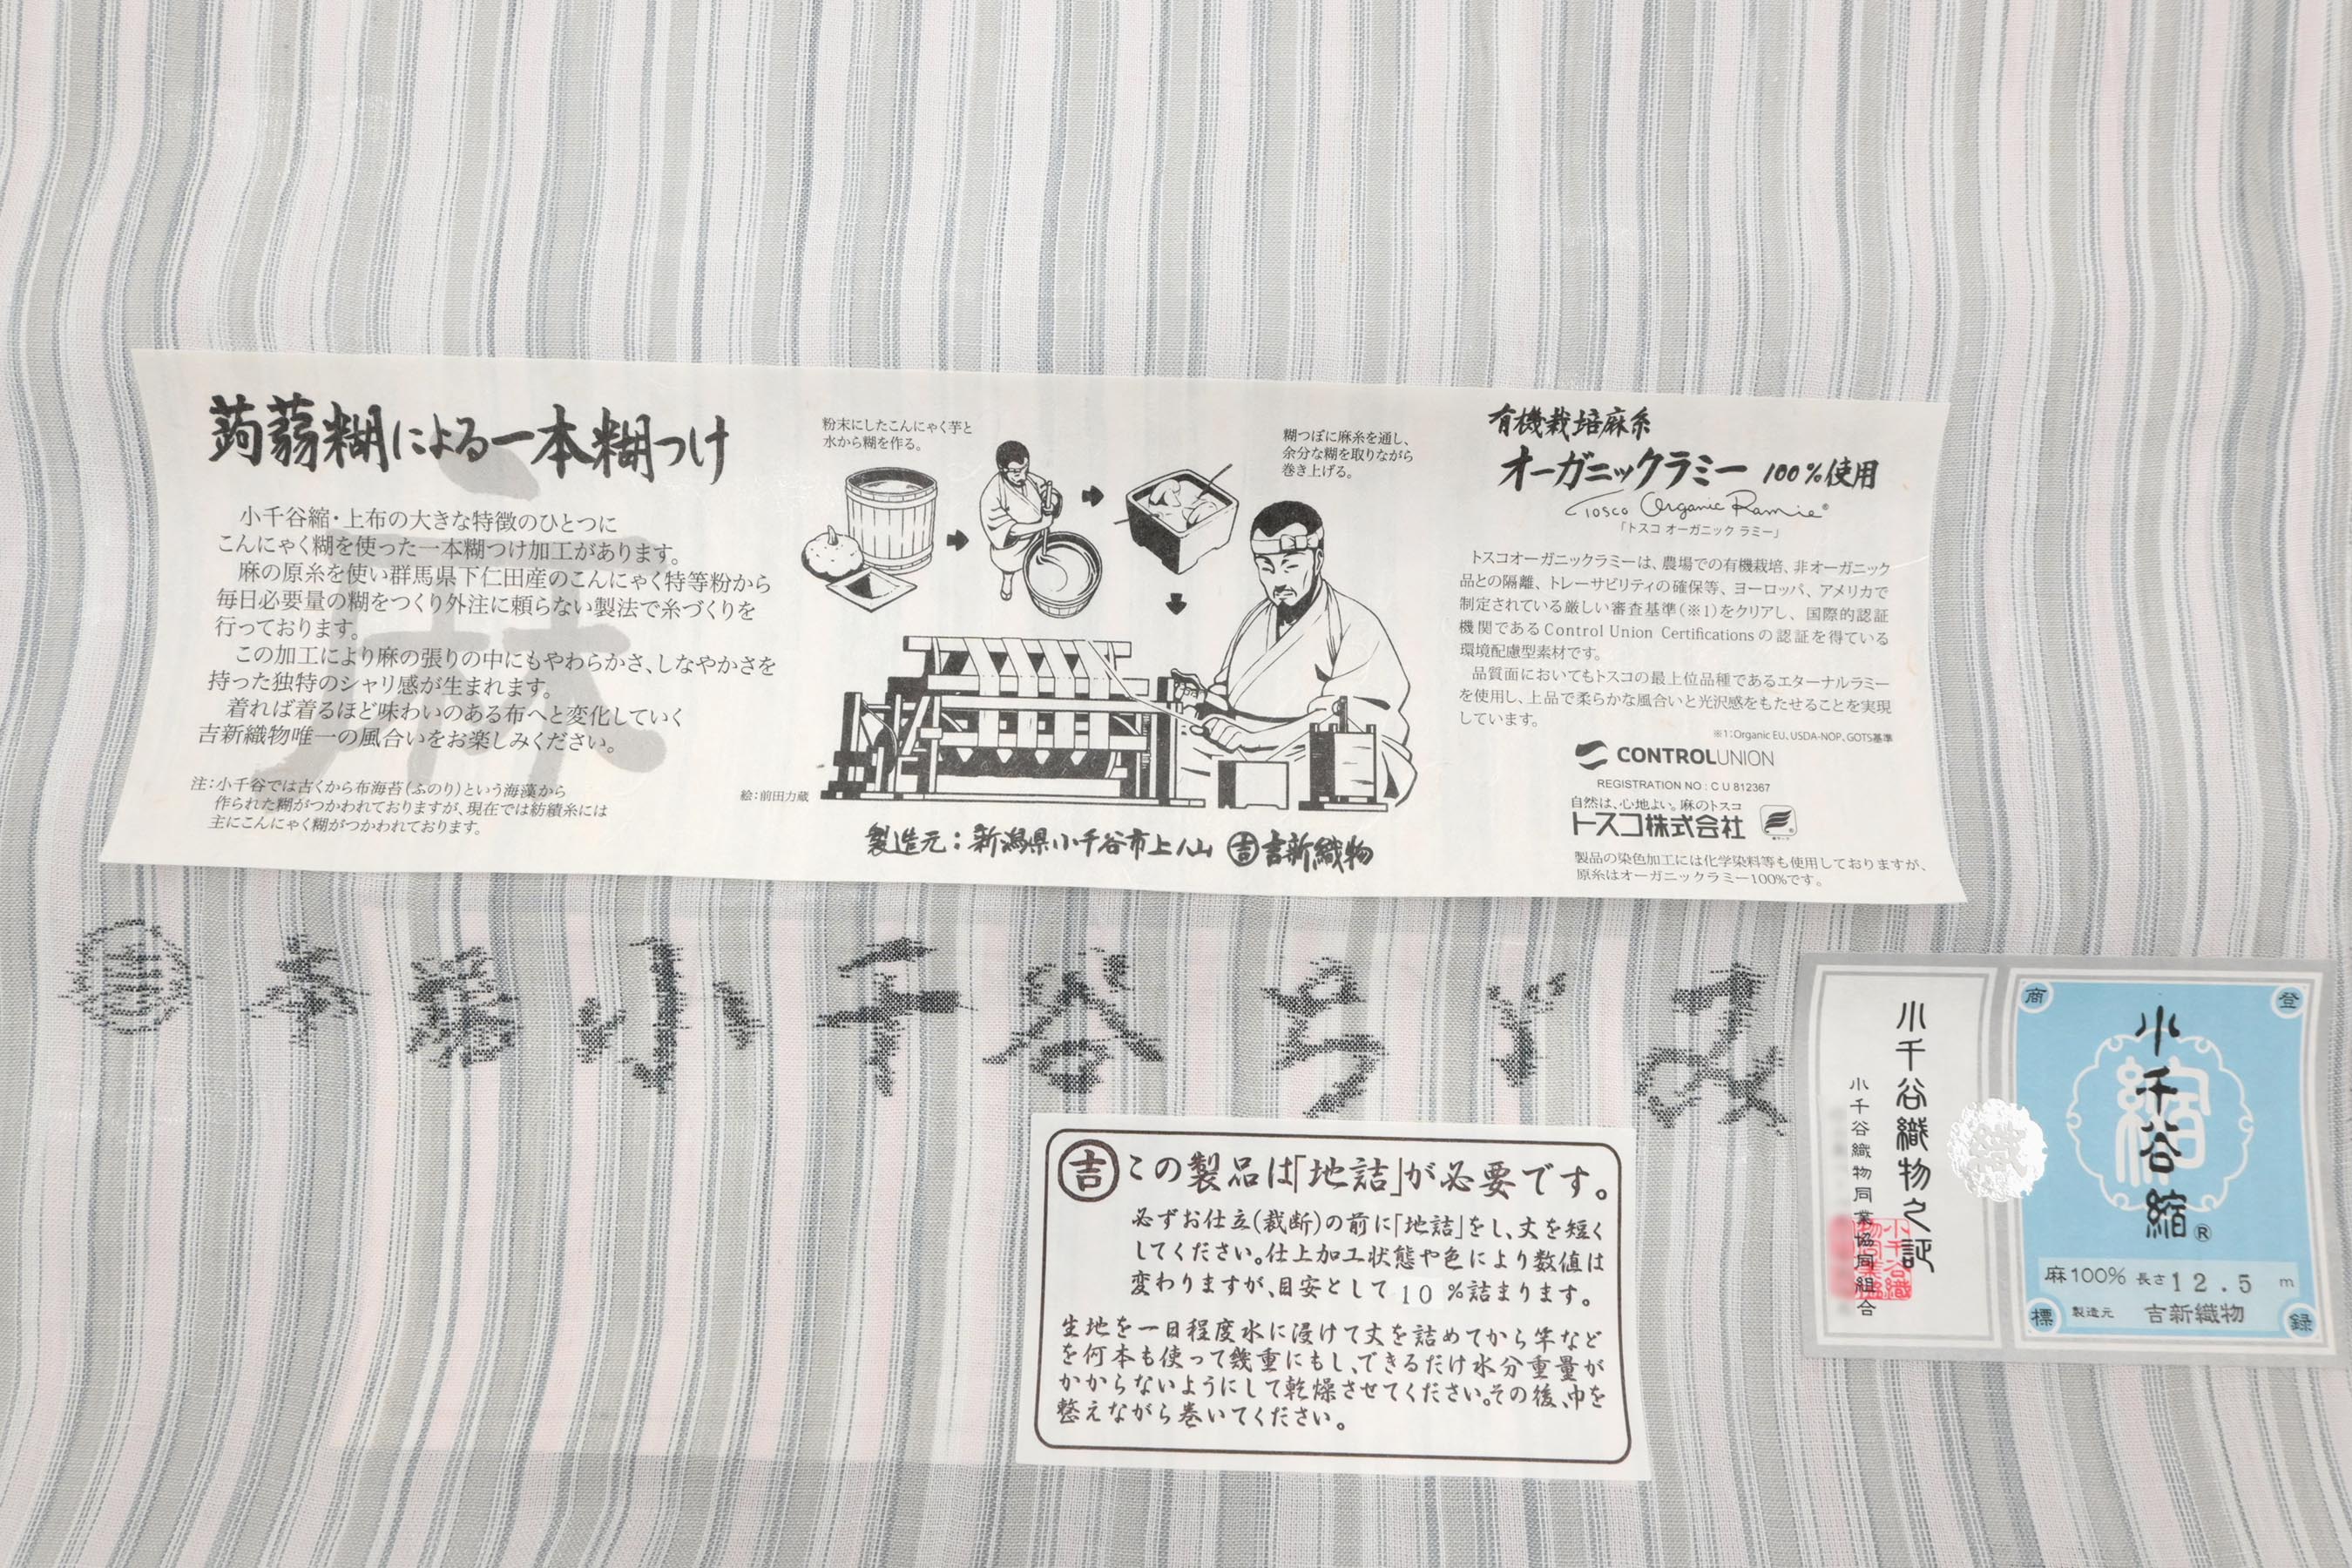 蒟蒻糊による一本糊つけ
小千谷縮・上布の大きな特徴のひとつに
こんにゃく糊を使った一本糊つけ加工があります。
麻の原糸を使い群馬県下仁田産のこんにゃく特等粉から
毎日必要量の糊をつくり外注に頼らない製法で糸づくりを
行っております。
この加工により麻の張りの中にもやわらかさ、しなやかさを
持った独特のシャリ感が生まれます。
着れば着るほど味わいのある布へと変化していく
吉新織物唯一の風合いをお楽しみください。
注:小千谷では古くから布海苔(ふのり)という海藻から
作られた糊がつかわれておりますが、現在では紡績糸には
主にこんにゃく糊がつかわれております。
麻
粉末にしたこんにゃく芋と
水から糊を作る。
糊つぼに麻糸を通し、
余分な糊を取りながら
巻き上げる。
絵:前田力蔵
製造元:新潟県小千谷市上ノ山 吉 吉新織物
有機栽培麻糸
オーガニックラミー 100%使用
Tosco Organic Ramie®
「トスコ オーガニック ラミー」
トスコオーガニックラミーは、農場での有機栽培、非オーガニック
品との隔離、トレーサビリティの確保等、ヨーロッパ、アメリカで
制定されている厳しい審査基準(※1)をクリアし、国際的認証
機関であるControl Union Certificationsの認証を得ている
環境配慮型素材です。
品質面においてもトスコの最上位品種であるエターナルラミー
を使用し、上品で柔らかな風合いと光沢感をもたせることを実現
しています。
※1:Organic EU、USDA-NOP、GOTS基準
CONTROLUNION
REGISTRATION NO : C U 812367
自然は、心地よい。麻のトスコ
トスコ株式会社
製品の染色加工には化学染料等も使用しておりますが、
原糸はオーガニックラミー100%です。
本場小千谷ちぢみ
吉 この製品は「地詰」が必要です。
必ずお仕立(裁断)の前に「地詰」をし、丈を短く
してください。仕上加工状態や色により数値は
変わりますが、目安として 10 %詰まります。
生地を一日程度水に浸けて丈を詰めてから竿など
を何本も使って幾重にもし、できるだけ水分重量が
かからないようにして乾燥させてください。その後、巾を
整えながら巻いてください。
小千谷織物之証
小千谷織物同業協同組合
織
登録商標
縮
小千谷縮®
麻100% 長さ12.5 m
製造元 吉新織物